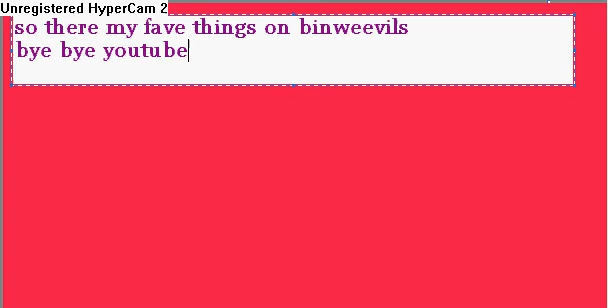 Unregistered HyperCam 2
so there my fave things on binweevils
bye bye youtube